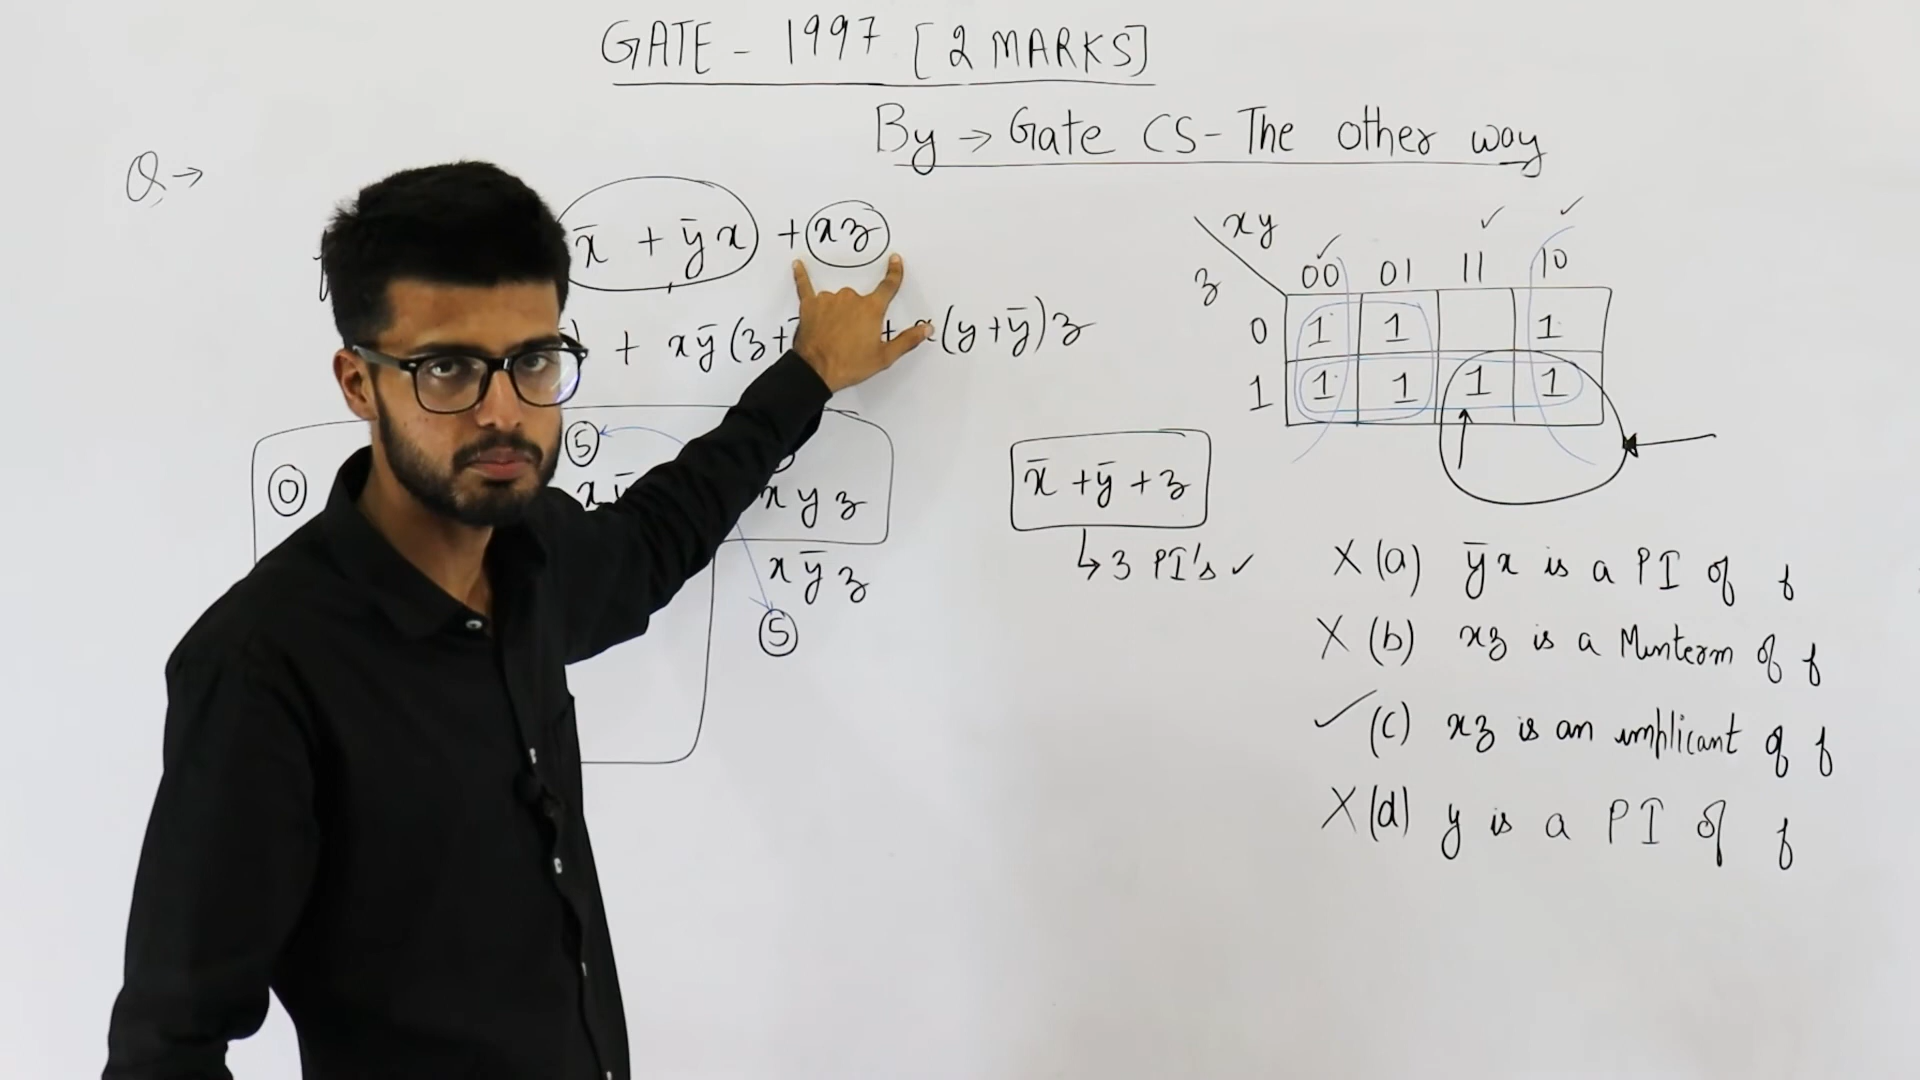 GATE - 1997 [2 MARKS]
By → Gate CS - The other way
Q →
f x̄ + ȳx + xz
+ xȳ(z+ + (y+ȳ)z
0 5
x xyz
xȳz
5
x̄ + ȳ + z
↳ 3 PI's ✓
xy
z
✓ ✓ ✓
00 01 11 10
0 1 1 1
1 1 1 1 1
X (a) ȳx is a PI of f
X (b) xz is a Minterm of f
✓ (c) xz is an implicant of f
X (d) y is a PI of f